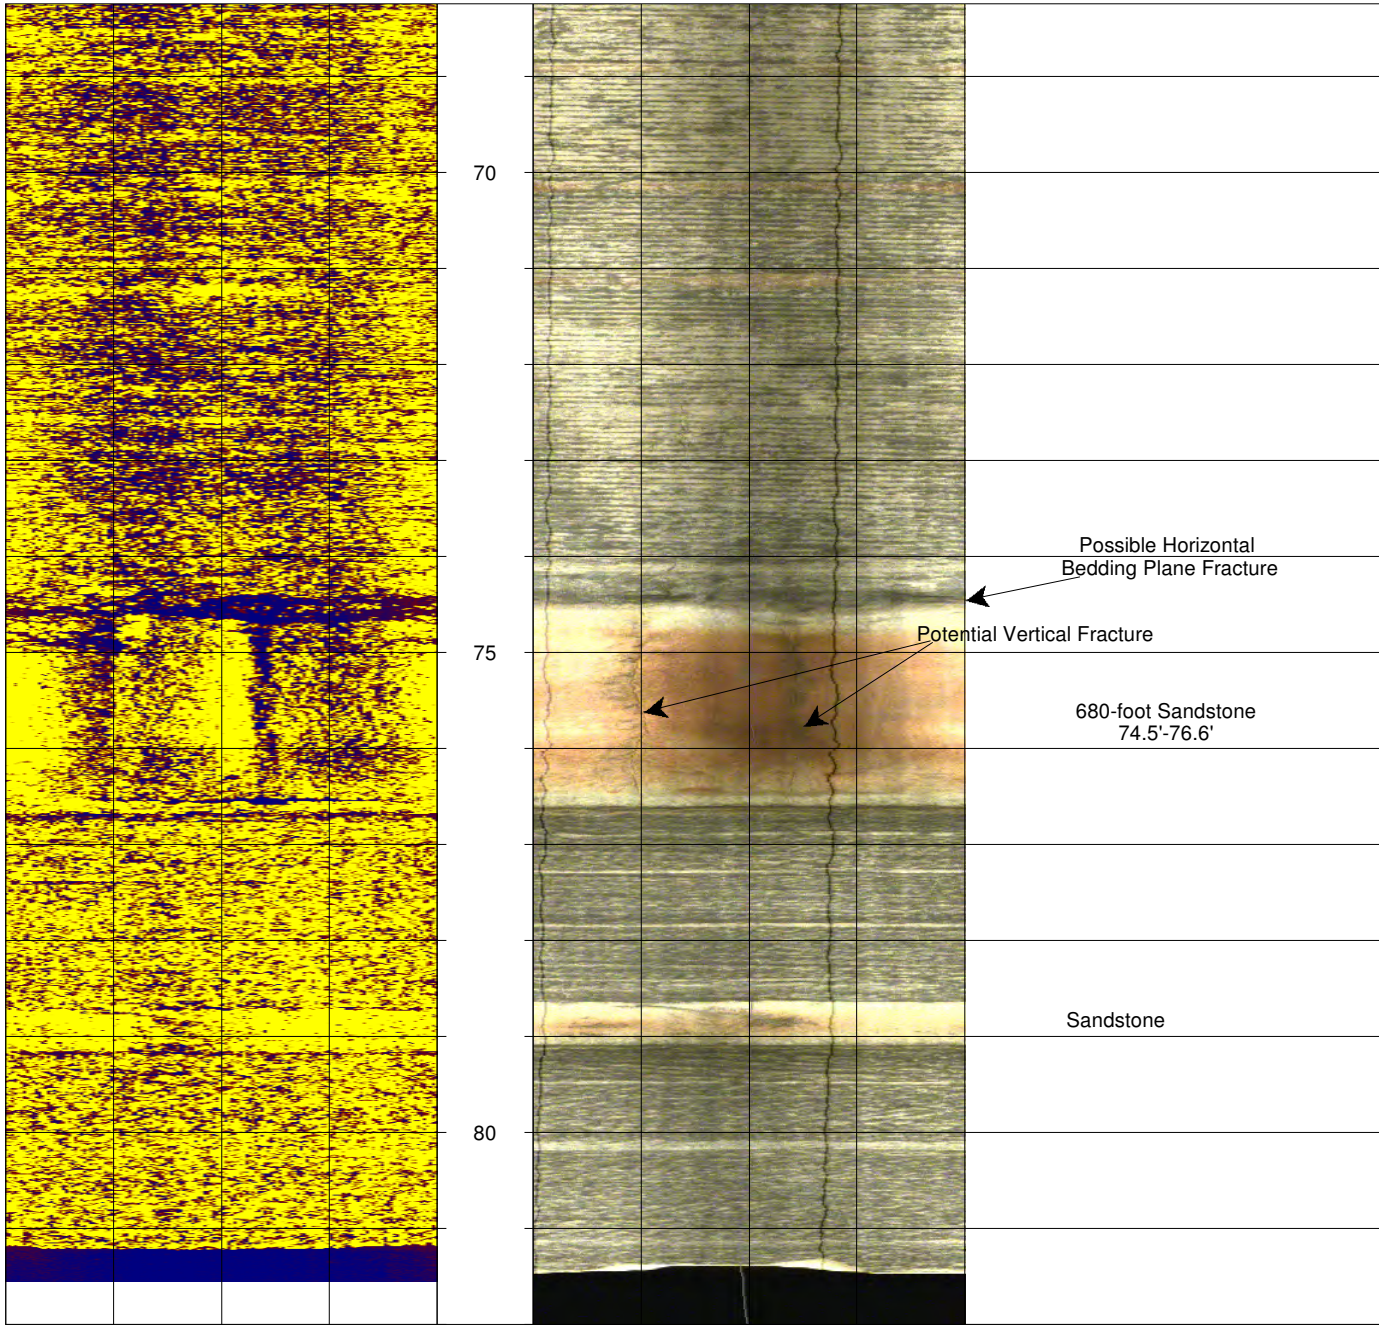 70
Possible Horizontal
Bedding Plane Fracture
Potential Vertical Fracture
75
680-foot Sandstone
74.5'-76.6'
Sandstone
80